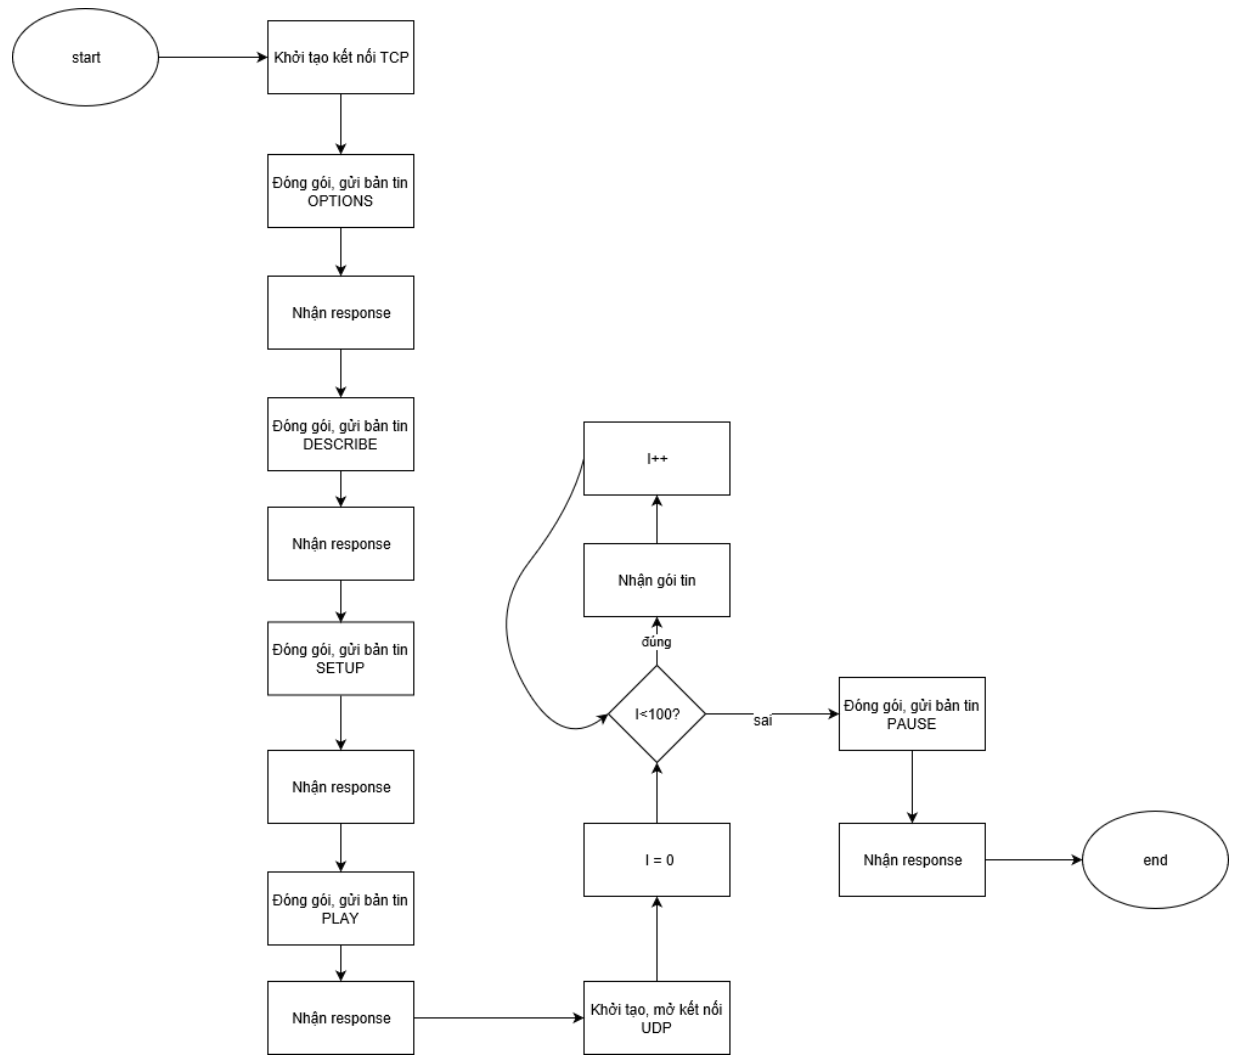 start
Khởi tạo kết nối TCP
Đóng gói, gửi bản tin
OPTIONS
Nhận response
Đóng gói, gửi bản tin
DESCRIBE
Nhận response
Đóng gói, gửi bản tin
SETUP
Nhận response
Đóng gói, gửi bản tin
PLAY
Nhận response
Khởi tạo, mở kết nối
UDP
I = 0
I<100?
đúng
Nhận gói tin
I++
sai
Đóng gói, gửi bản tin
PAUSE
Nhận response
end